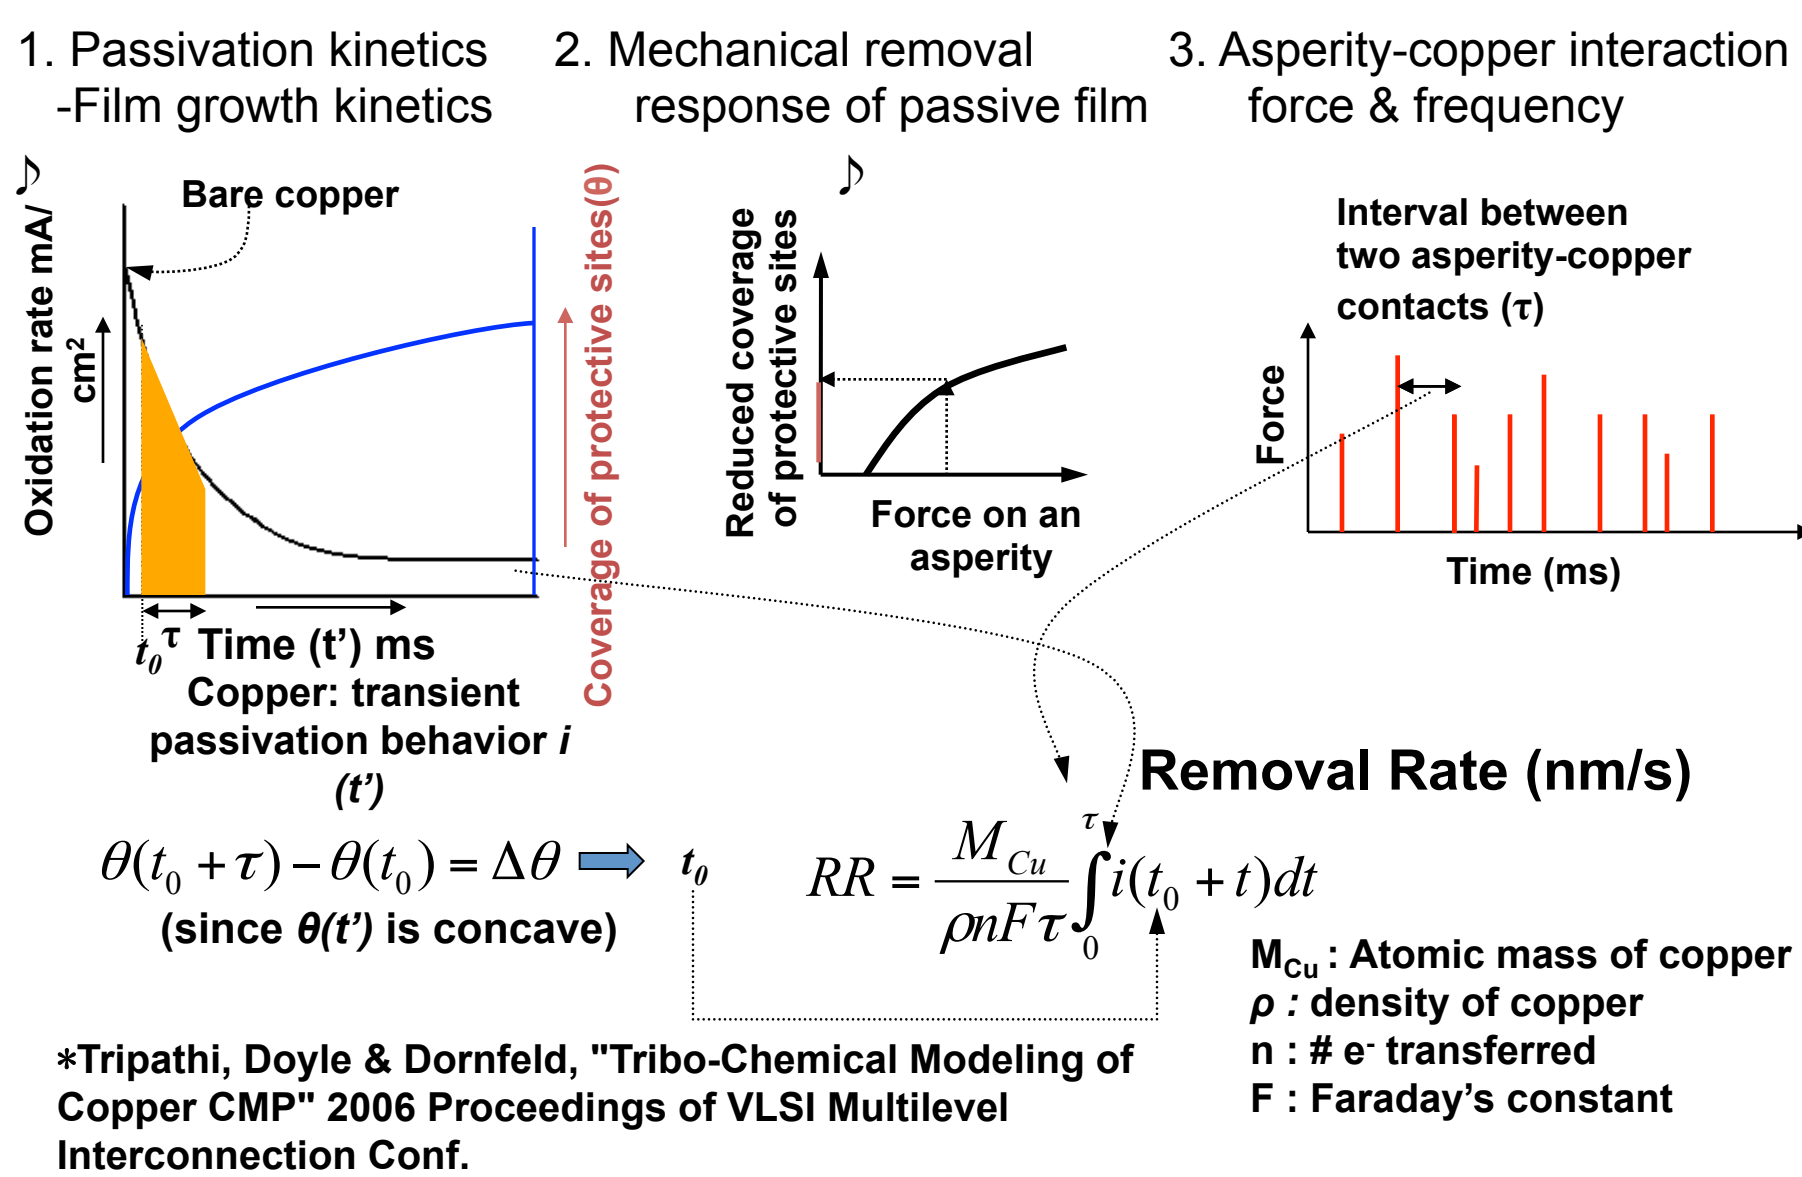 1. Passivation kinetics
-Film growth kinetics
2. Mechanical removal
response of passive film
3. Asperity-copper interaction
force & frequency
♪
Oxidation rate mA/
cm²
Bare copper
Coverage of protective sites(θ)
t₀
τ
Time (t’) ms
Copper: transient
passivation behavior i
(t’)
♪
Reduced coverage
of protective sites
Force on an
asperity
Interval between
two asperity-copper
contacts (τ)
Force
Time (ms)
θ(t₀ + τ) – θ(t₀) = Δθ
(since θ(t’) is concave)
t₀
Removal Rate (nm/s)
RR = M_Cu / ρnFτ ∫₀^τ i(t₀ + t)dt
M_Cu : Atomic mass of copper
ρ : density of copper
n : # e⁻ transferred
F : Faraday’s constant
*Tripathi, Doyle & Dornfeld, "Tribo-Chemical Modeling of
Copper CMP" 2006 Proceedings of VLSI Multilevel
Interconnection Conf.